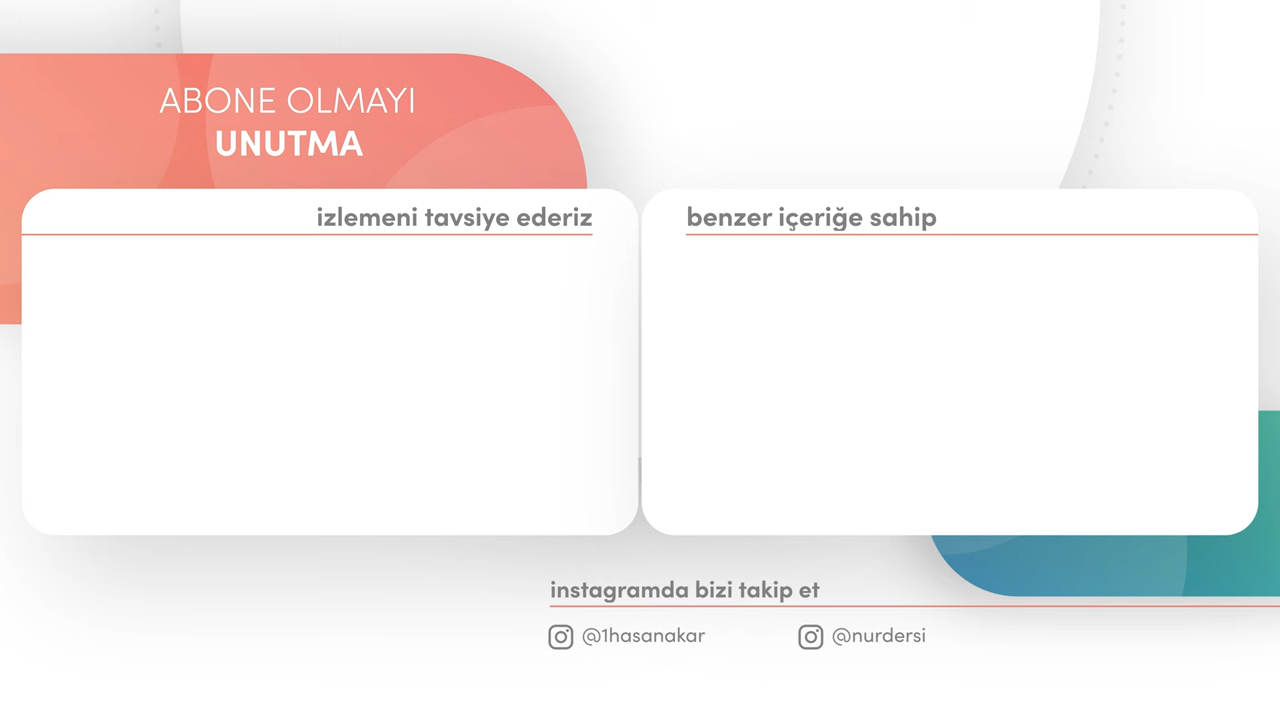 ABONE OLMAYI
UNUTMA
izlemeni tavsiye ederiz
benzer içeriğe sahip
instagramda bizi takip et
@1hasanakar
@nurdersi